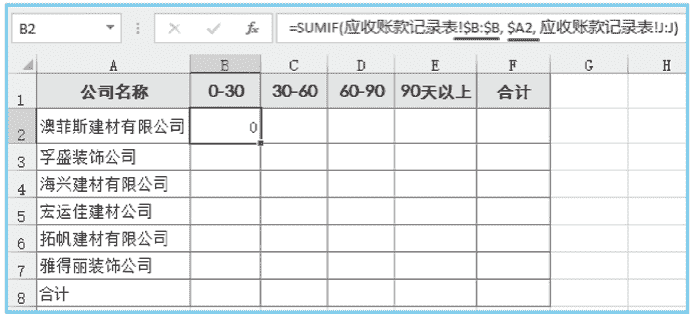 B2 fx =SUMIF(应收账款记录表!$B:$B, $A2, 应收账款记录表!J:J)
A B C D E F G H
1 公司名称 0-30 30-60 60-90 90天以上 合计
2 澳菲斯建材有限公司 0
3 孚盛装饰公司
4 海兴建材有限公司
5 宏运佳建材公司
6 拓帆建材有限公司
7 雅得丽装饰公司
8 合计